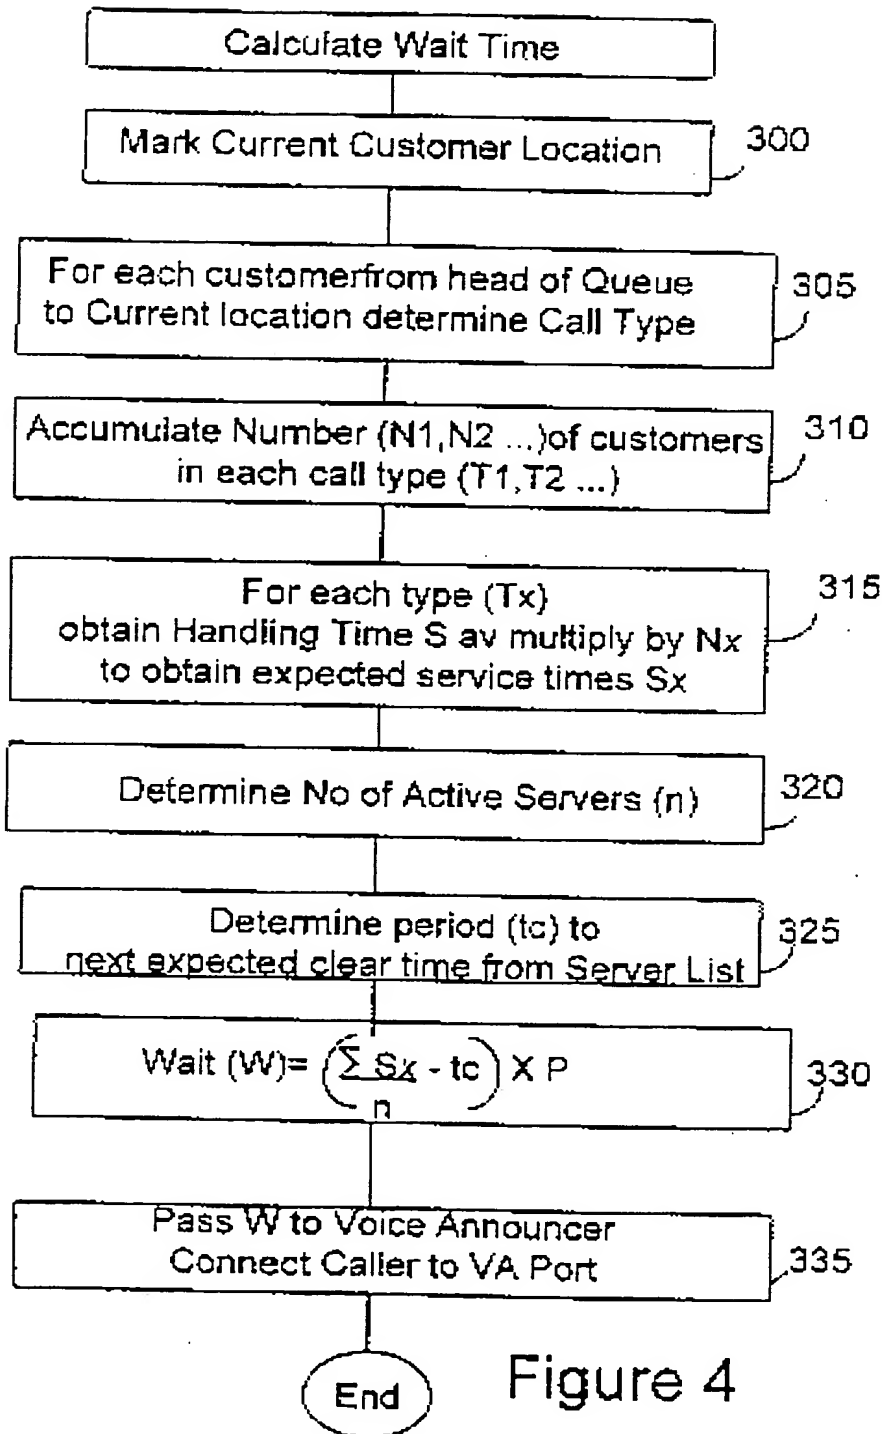 Calculate Wait Time
Mark Current Customer Location
300
For each customerfrom head of Queue
to Current location determine Call Type
305
Accumulate Number (N1,N2 ...)of customers
in each call type (T1,T2 ...)
310
For each type (Tx)
obtain Handling Time S av multiply by Nx
to obtain expected service times Sx
315
Determine No of Active Servers (n)
320
Determine period (tc) to
next expected clear time from Server List
325
Wait (W)= (∑ Sx - tc) X P
n
330
Pass W to Voice Announcer
Connect Caller to VA Port
335
End
Figure 4